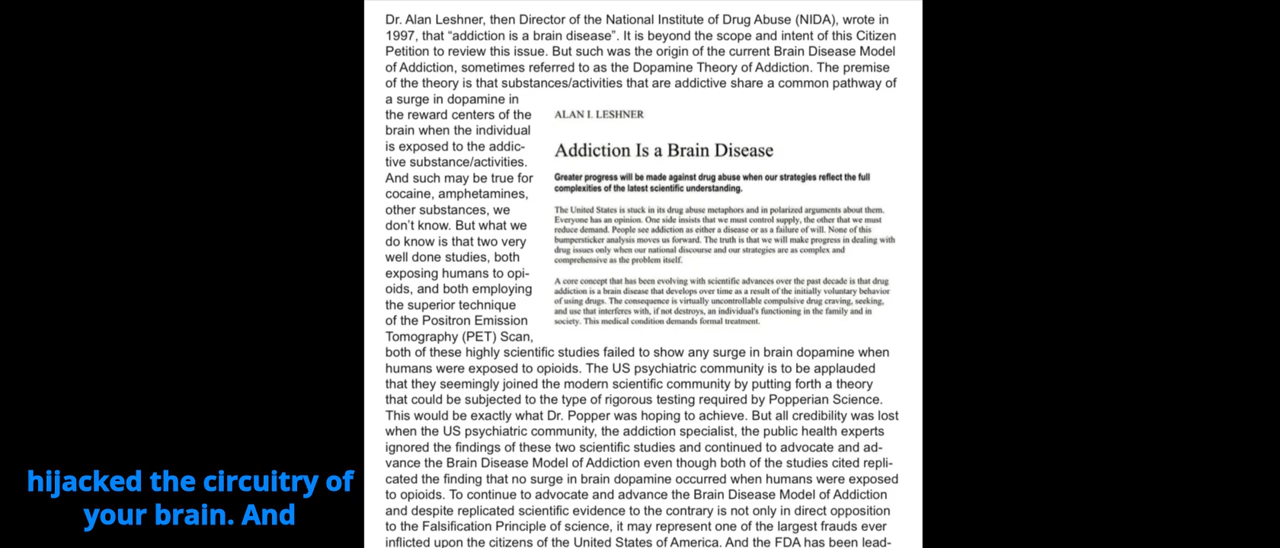 Dr. Alan Leshner, then Director of the National Institute of Drug Abuse (NIDA), wrote in
1997, that “addiction is a brain disease”. It is beyond the scope and intent of this Citizen
Petition to review this issue. But such was the origin of the current Brain Disease Model
of Addiction, sometimes referred to as the Dopamine Theory of Addiction. The premise
of the theory is that substances/activities that are addictive share a common pathway of
a surge in dopamine in
the reward centers of the
brain when the individual
is exposed to the addic-
tive substance/activities.
And such may be true for
cocaine, amphetamines,
other substances, we
don’t know. But what we
do know is that two very
well done studies, both
exposing humans to opi-
oids, and both employing
the superior technique
of the Positron Emission
Tomography (PET) Scan,
ALAN I. LESHNER
Addiction Is a Brain Disease
Greater progress will be made against drug abuse when our strategies reflect the full
complexities of the latest scientific understanding.
The United States is stuck in its drug abuse metaphors and in polarized arguments about them.
Everyone has an opinion. One side insists that we must control supply, the other that we must
reduce demand. People see addiction as either a disease or as a failure of will. None of this
bumpersticker analysis moves us forward. The truth is that we will make progress in dealing with
drug issues only when our national discourse and our strategies are as complex and
comprehensive as the problem itself.
A core concept that has been evolving with scientific advances over the past decade is that drug
addiction is a brain disease that develops over time as a result of the initially voluntary behavior
of using drugs. The consequence is virtually uncontrollable compulsive drug craving, seeking,
and use that interferes with, if not destroys, an individual's functioning in the family and in
society. This medical condition demands formal treatment.
both of these highly scientific studies failed to show any surge in brain dopamine when
humans were exposed to opioids. The US psychiatric community is to be applauded
that they seemingly joined the modern scientific community by putting forth a theory
that could be subjected to the type of rigorous testing required by Popperian Science.
This would be exactly what Dr. Popper was hoping to achieve. But all credibility was lost
when the US psychiatric community, the addiction specialist, the public health experts
ignored the findings of these two scientific studies and continued to advocate and ad-
vance the Brain Disease Model of Addiction even though both of the studies cited repli-
cated the finding that no surge in brain dopamine occurred when humans were exposed
to opioids. To continue to advocate and advance the Brain Disease Model of Addiction
and despite replicated scientific evidence to the contrary is not only in direct opposition
to the Falsification Principle of science, it may represent one of the largest frauds ever
inflicted upon the citizens of the United States of America. And the FDA has been lead-
hijacked the circuitry of
your brain. And